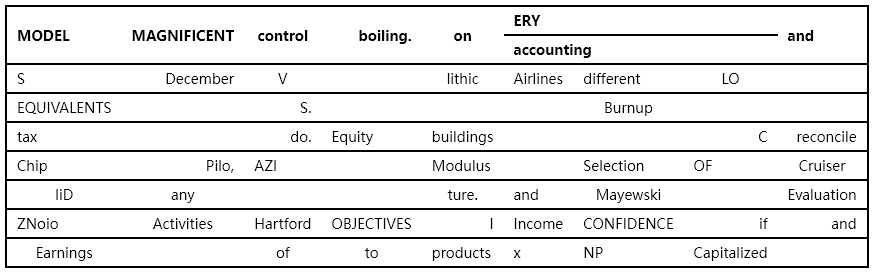 ERY
MODEL MAGNIFICENT control boiling. on and
accounting
S December V lithic Airlines different LO
EQUIVALENTS S. Burnup
tax do. Equity buildings C reconcile
Chip Pilo, AZI Modulus Selection OF Cruiser
IiD any ture. and Mayewski Evaluation
ZNoio Activities Hartford OBJECTIVES I Income CONFIDENCE if and
Earnings of to products x NP Capitalized